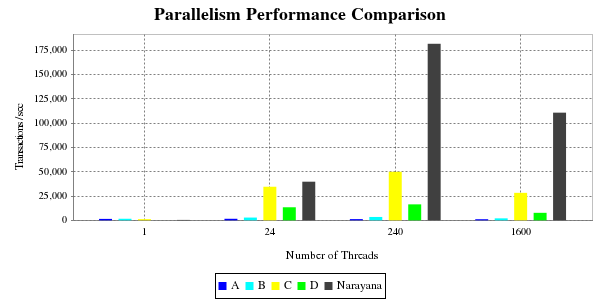 Parallelism Performance Comparison
175,000
150,000
125,000
100,000
75,000
50,000
25,000
0
Transactions/sec
1 24 240 1600
Number of Threads
A B C D Narayana